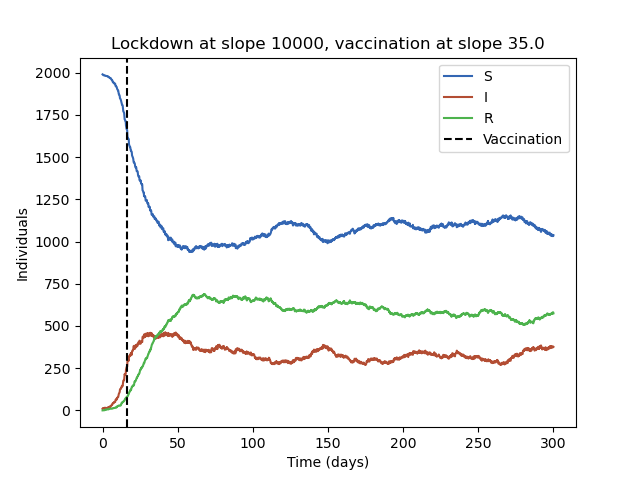 Lockdown at slope 10000, vaccination at slope 35.0
S
I
R
Vaccination
2000
1750
1500
1250
1000
750
500
250
0
Individuals
0 50 100 150 200 250 300
Time (days)